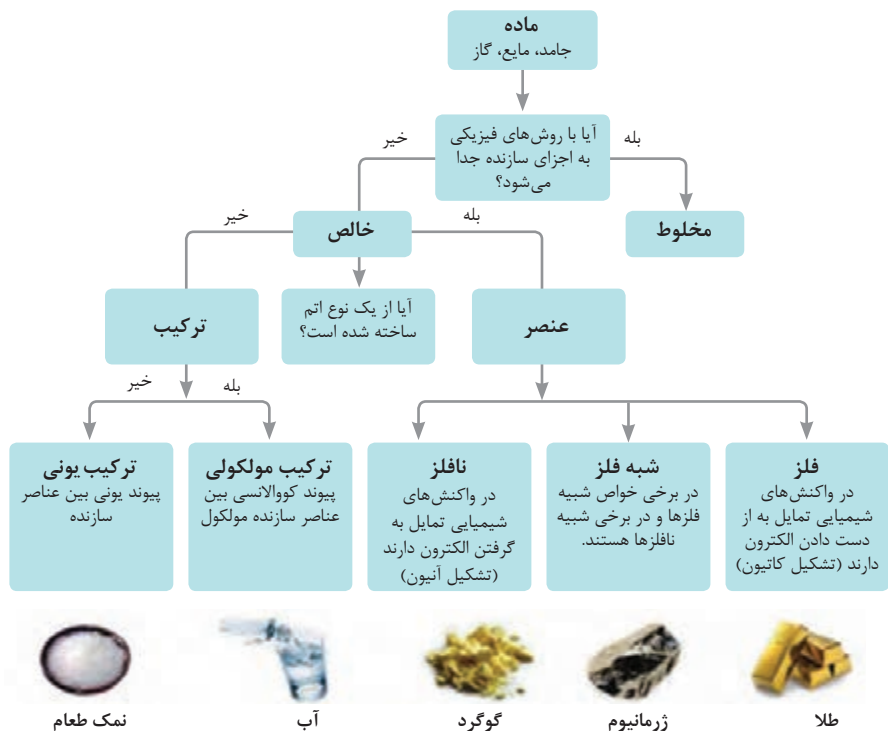 ماده
جامد، مایع، گاز
آیا با روش‌های فیزیکی
به اجزای سازنده جدا
می‌شود؟
بله
خیر
مخلوط
خالص
بله
خیر
عنصر
آیا از یک نوع اتم
ساخته شده است؟
ترکیب
بله
خیر
فلز
در واکنش‌های
شیمیایی تمایل به از
دست دادن الکترون
دارند (تشکیل کاتیون)
شبه فلز
در برخی خواص شبیه
فلزها و در برخی شبیه
نافلزها هستند.
نافلز
در واکنش‌های
شیمیایی تمایل به
گرفتن الکترون دارند
(تشکیل آنیون)
ترکیب مولکولی
پیوند کووالانسی بین
عناصر سازنده مولکول
ترکیب یونی
پیوند یونی بین عناصر
سازنده
طلا
ژرمانیوم
گوگرد
آب
نمک طعام